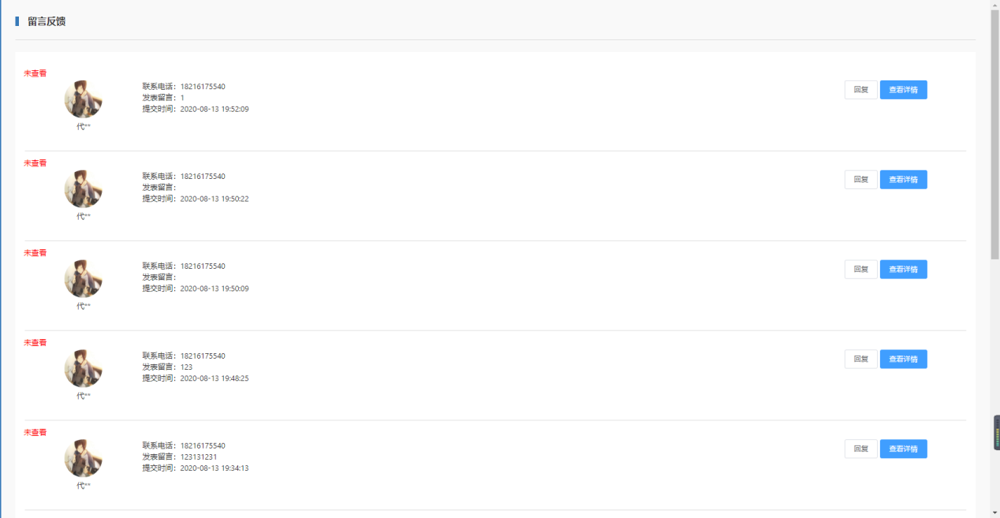 留言反馈
未查看
联系电话：18216175540
回复 查看详情
发表留言：1
提交时间：2020-08-13 19:52:09
代**
未查看
联系电话：18216175540
回复 查看详情
发表留言：
提交时间：2020-08-13 19:50:22
代**
未查看
联系电话：18216175540
回复 查看详情
发表留言：
提交时间：2020-08-13 19:50:09
代**
未查看
联系电话：18216175540
回复 查看详情
发表留言：123
提交时间：2020-08-13 19:48:25
代**
未查看
联系电话：18216175540
回复 查看详情
发表留言：123131231
提交时间：2020-08-13 19:34:13
代**